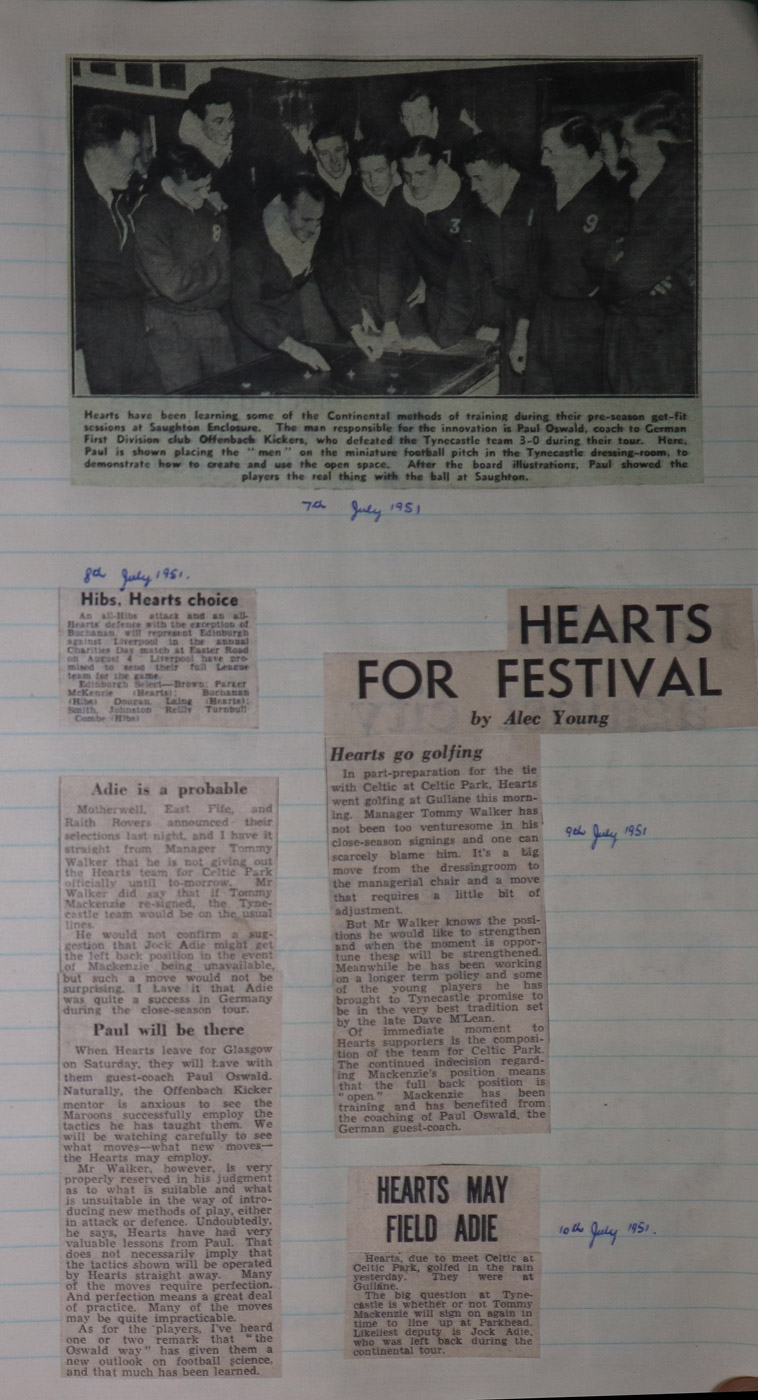 8
3
1
9
Hearts have been learning some of the Continental methods of training during their pre-season get-fit
sessions at Saughton Enclosure. The man responsible for the innovation is Paul Oswald, coach to German
First Division club Offenbach Kickers, who defeated the Tynecastle team 3-0 during their tour. Here,
Paul is shown placing the "men" on the miniature football pitch in the Tynecastle dressing-room, to
demonstrate how to create and use the open space. After the board illustrations, Paul showed the
players the real thing with the ball at Saughton.
7th July 1951
8th July 1951.
Hibs, Hearts choice
An all-Hibs attack and an all-
Hearts' defence with the exception of
Buchanan, will represent Edinburgh
against Liverpool in the annual
Charities Day match at Easter Road
on August 4. Liverpool have pro-
mised to send their full League
team for the game.
Edinburgh Select—Brown; Parker
McKenzie (Hearts); Buchanan
(Hibs) Dougan, Laing (Hearts);
Smith, Johnston Reilly Turnbull
Combe (Hibs)
Adie is a probable
Motherwell, East Fife, and
Raith Rovers announced their
selections last night, and I have it
straight from Manager Tommy
Walker that he is not giving out
the Hearts team for Celtic Park
officially until to-morrow. Mr
Walker did say that if Tommy
Mackenzie re-signed, the Tyne-
castle team would be on the usual
lines.
He would not confirm a sug-
gestion that Jock Adie might get
the left back position in the event
of Mackenzie being unavailable,
but such a move would not be
surprising. I have it that Adie
was quite a success in Germany
during the close-season tour.
Paul will be there
When Hearts leave for Glasgow
on Saturday, they will have with
them guest-coach Paul Oswald.
Naturally, the Offenbach Kicker
mentor is anxious to see the
Maroons successfully employ the
tactics he has taught them. We
will be watching carefully to see
what moves—what new moves—
the Hearts may employ.
Mr Walker, however, is very
properly reserved in his judgment
as to what is suitable and what
is unsuitable in the way of intro-
ducing new methods of play, either
in attack or defence. Undoubtedly,
he says, Hearts have had very
valuable lessons from Paul. That
does not necessarily imply that
the tactics shown will be operated
by Hearts straight away. Many
of the moves require perfection.
And perfection means a great deal
of practice. Many of the moves
may be quite impracticable.
As for the players, I've heard
one or two remark that "the
Oswald way" has given them a
new outlook on football science,
and that much has been learned.
HEARTS
FOR FESTIVAL
by Alec Young
Hearts go golfing
In part-preparation for the tie
with Celtic at Celtic Park, Hearts
went golfing at Gullane this morn-
ing. Manager Tommy Walker has
not been too venturesome in his
close-season signings and one can
scarcely blame him. It's a big
move from the dressingroom to
the managerial chair and a move
that requires a little bit of
adjustment.
But Mr Walker knows the posi-
tions he would like to strengthen
and when the moment is oppor-
tune these will be strengthened.
Meanwhile he has been working
on a longer term policy and some
of the young players he has
brought to Tynecastle promise to
be in the very best tradition set
by the late Dave M'Lean.
Of immediate moment to
Hearts supporters is the composi-
tion of the team for Celtic Park.
The continued indecision regard-
ing Mackenzie's position means
that the full back position is
"open." Mackenzie has been
training and has benefited from
the coaching of Paul Oswald, the
German guest-coach.
9th July 1951
HEARTS MAY
FIELD ADIE
Hearts, due to meet Celtic at
Celtic Park, golfed in the rain
yesterday. They were at
Gullane.
The big question at Tyne-
castle is whether or not Tommy
Mackenzie will sign on again in
time to line up at Parkhead.
Likeliest deputy is Jock Adie,
who was left back during the
continental tour.
10th July 1951.